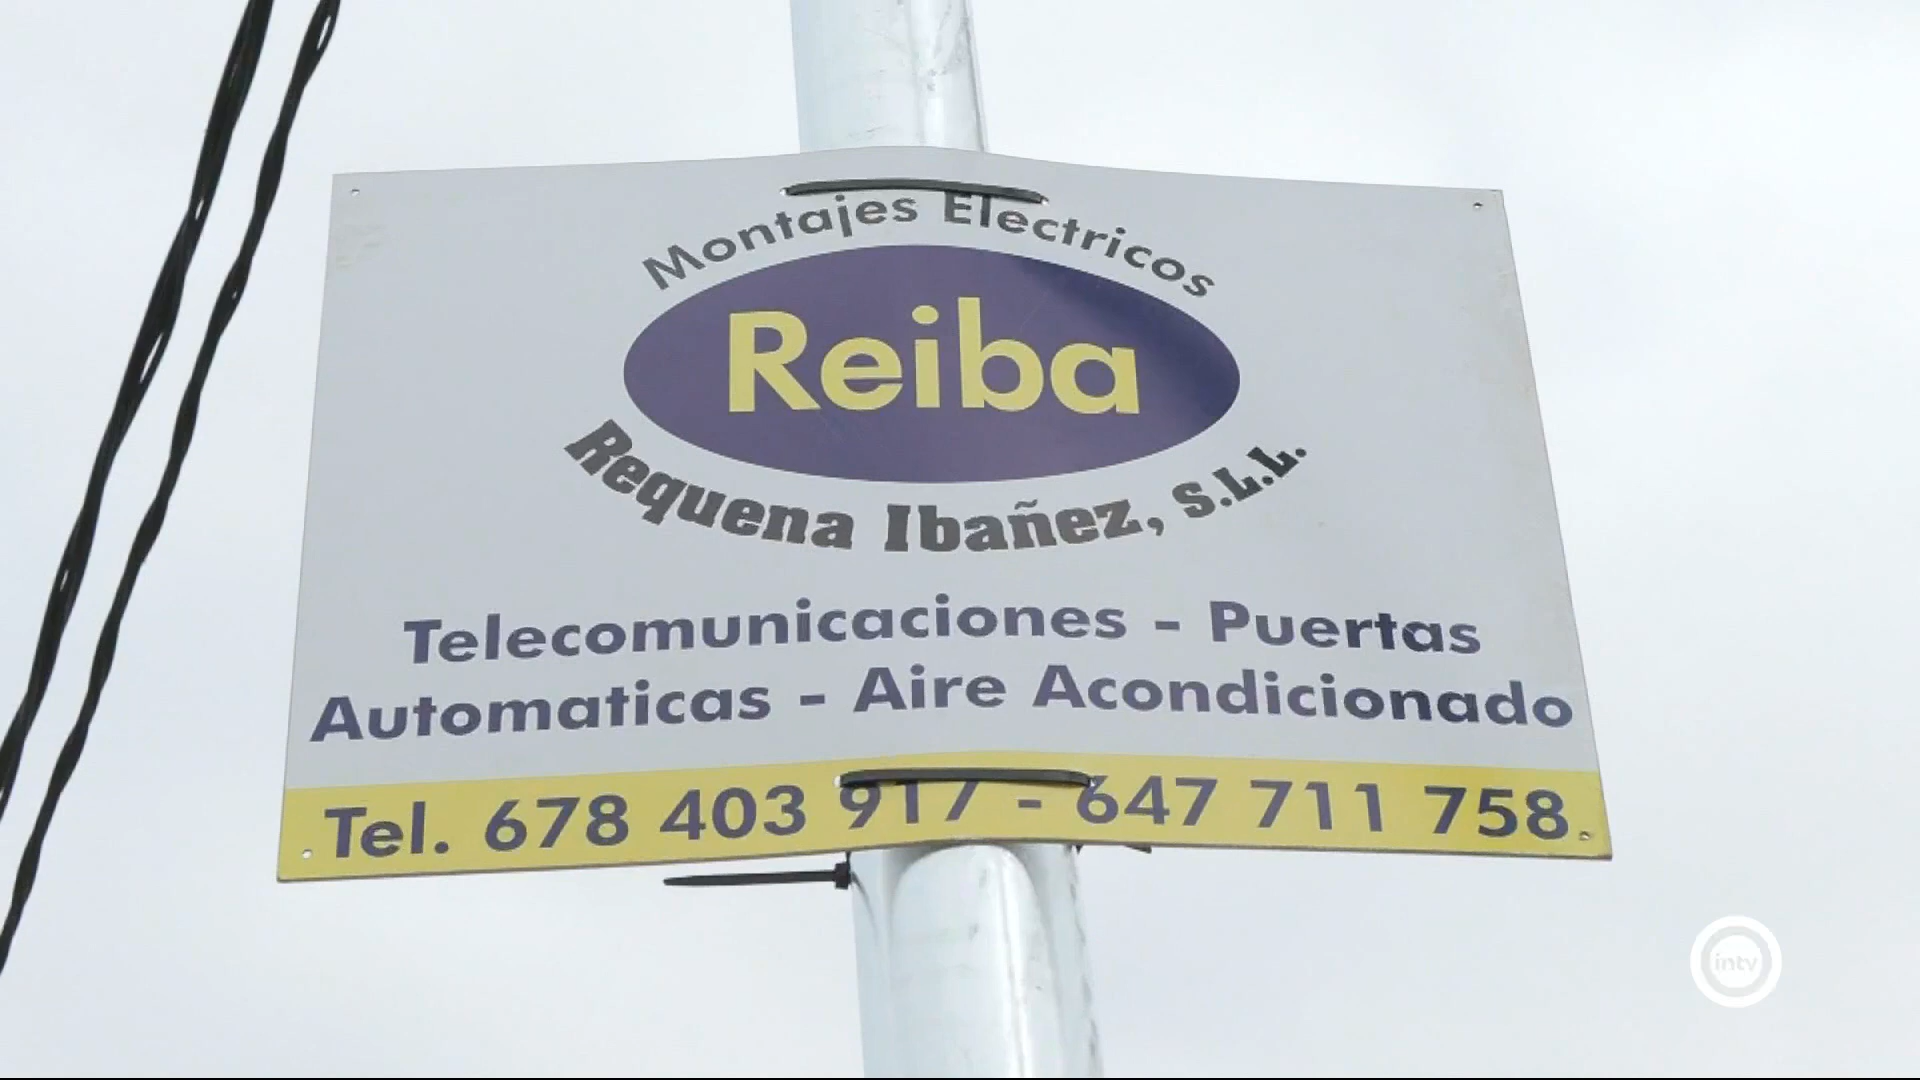 Montajes Electricos
Reiba
Requena Ibañez, S.L.L.
Telecomunicaciones - Puertas
Automaticas - Aire Acondicionado
Tel. 678 403 917 - 647 711 758
intv